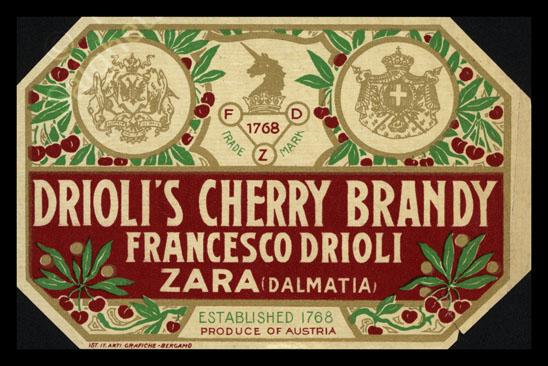 F D
1768
TRADE MARK
Z
DRIOLI'S CHERRY BRANDY
FRANCESCO DRIOLI
ZARA (DALMATIA)
ESTABLISHED 1768
PRODUCE OF AUSTRIA
IST. IT. ARTI GRAFICHE-BERGAMO